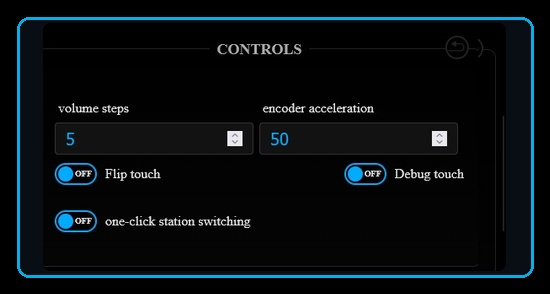 CONTROLS
volume steps encoder acceleration
5 50
OFF Flip touch OFF Debug touch
OFF one-click station switching